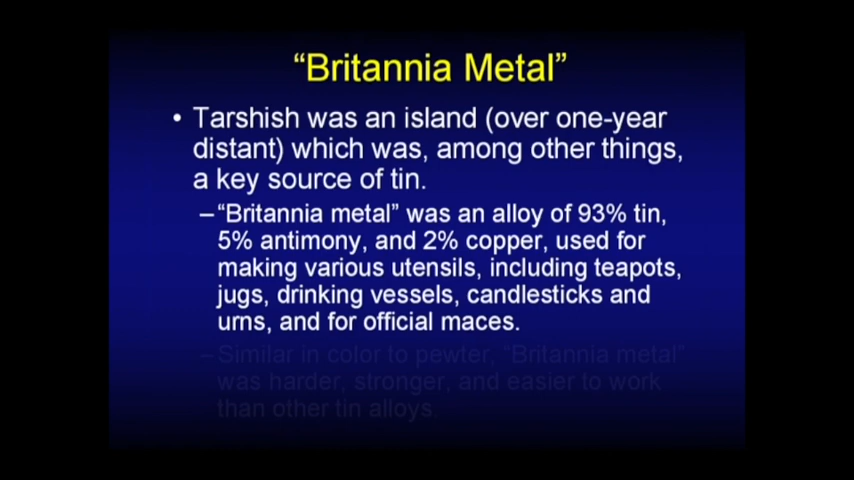 “Britannia Metal”
• Tarshish was an island (over one-year
distant) which was, among other things,
a key source of tin.
–“Britannia metal” was an alloy of 93% tin,
5% antimony, and 2% copper, used for
making various utensils, including teapots,
jugs, drinking vessels, candlesticks and
urns, and for official maces.
–Similar in color to pewter, “Britannia metal”
was harder, stronger, and easier to work
than other tin alloys.